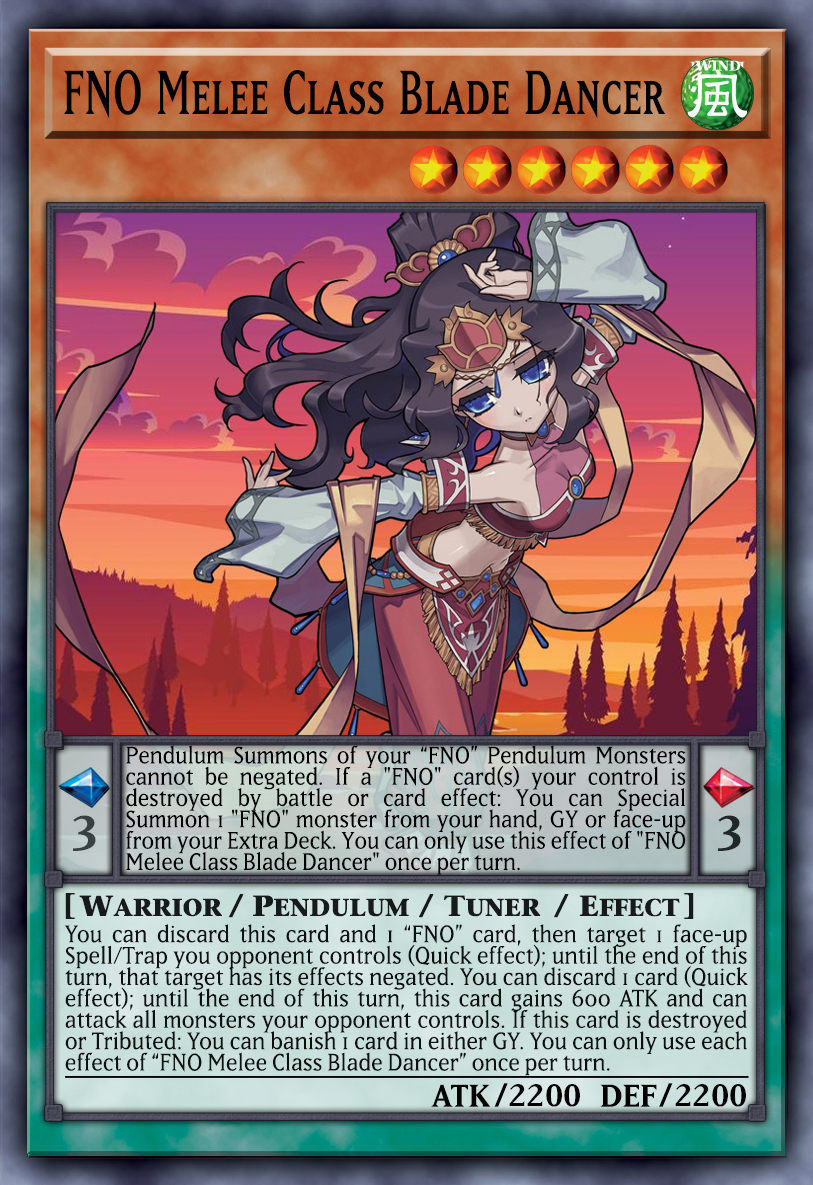 FNO Melee Class Blade Dancer
WIND
風
Pendulum Summons of your “FNO” Pendulum Monsters
cannot be negated. If a "FNO" card(s) your control is
destroyed by battle or card effect: You can Special
Summon 1 "FNO" monster from your hand, GY or face-up
from your Extra Deck. You can only use this effect of "FNO
Melee Class Blade Dancer" once per turn.
3
3
[ Warrior / Pendulum / Tuner / Effect ]
You can discard this card and 1 “FNO” card, then target 1 face-up
Spell/Trap you opponent controls (Quick effect); until the end of this
turn, that target has its effects negated. You can discard 1 card (Quick
effect); until the end of this turn, this card gains 600 ATK and can
attack all monsters your opponent controls. If this card is destroyed
or Tributed: You can banish 1 card in either GY. You can only use each
effect of “FNO Melee Class Blade Dancer” once per turn.
ATK/2200 DEF/2200